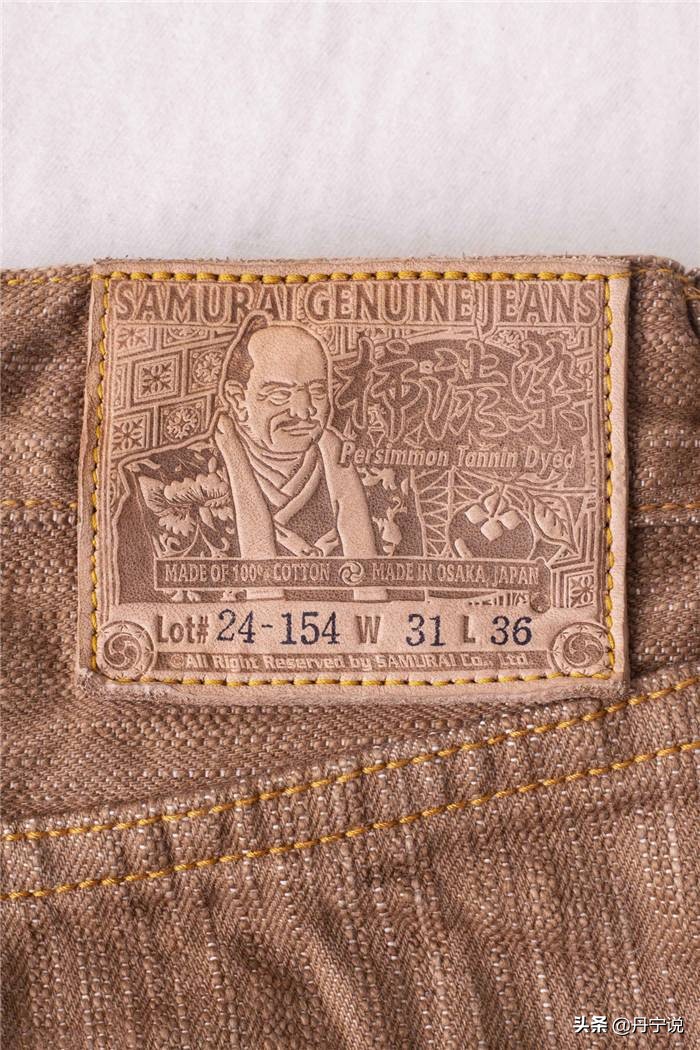 SAMURAI GENUINE JEANS
柿渋染
Persimmon Tannin Dyed
MADE OF 100% COTTON MADE IN OSAKA, JAPAN
Lot# 24-154 W 31 L 36
©All Right Reserved by SAMURAI Co., Ltd.
头条 @丹宁说